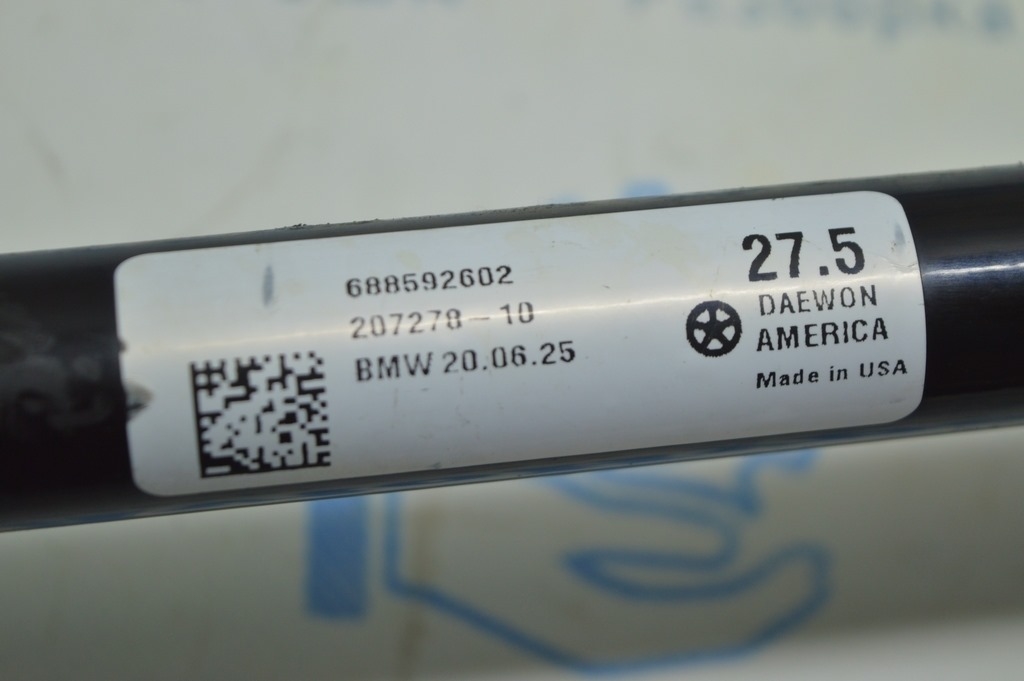 688592602
207278-10
BMW 20.06.25
27.5
DAEWON
AMERICA
Made in USA